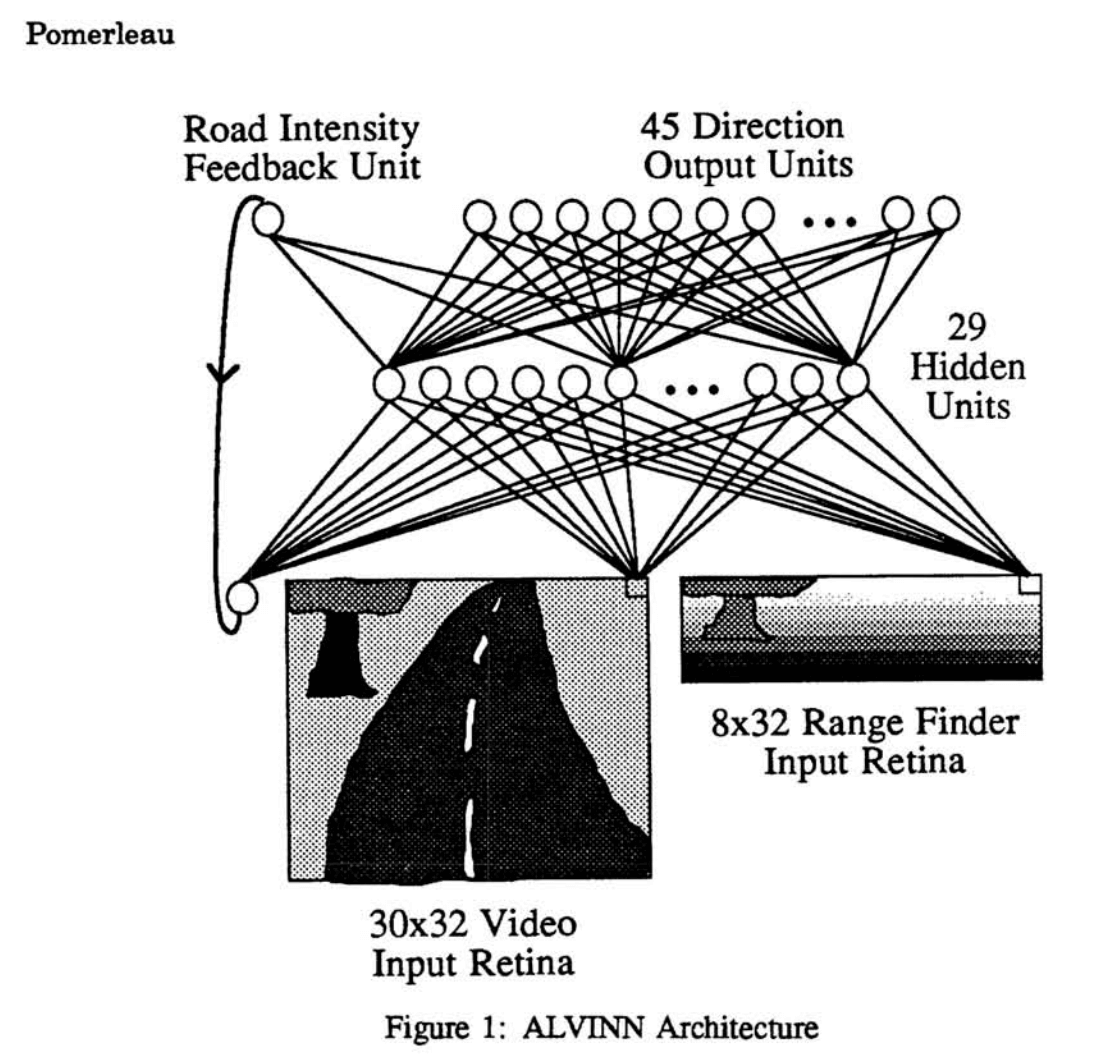 Pomerleau
Road Intensity
Feedback Unit
45 Direction
Output Units
29
Hidden
Units
8x32 Range Finder
Input Retina
30x32 Video
Input Retina
Figure 1: ALVINN Architecture